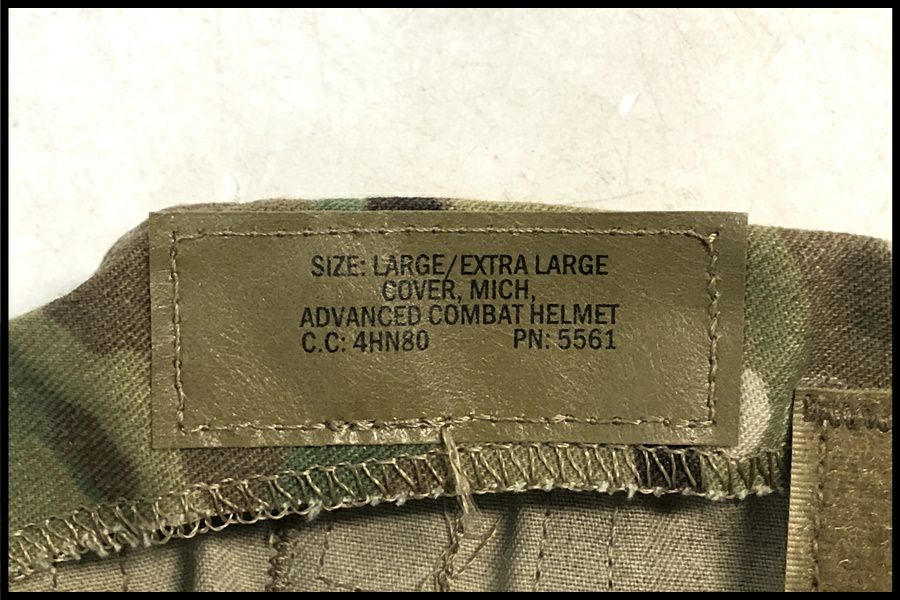 SIZE: LARGE/EXTRA LARGE
COVER, MICH,
ADVANCED COMBAT HELMET
C.C: 4HN80 PN: 5561